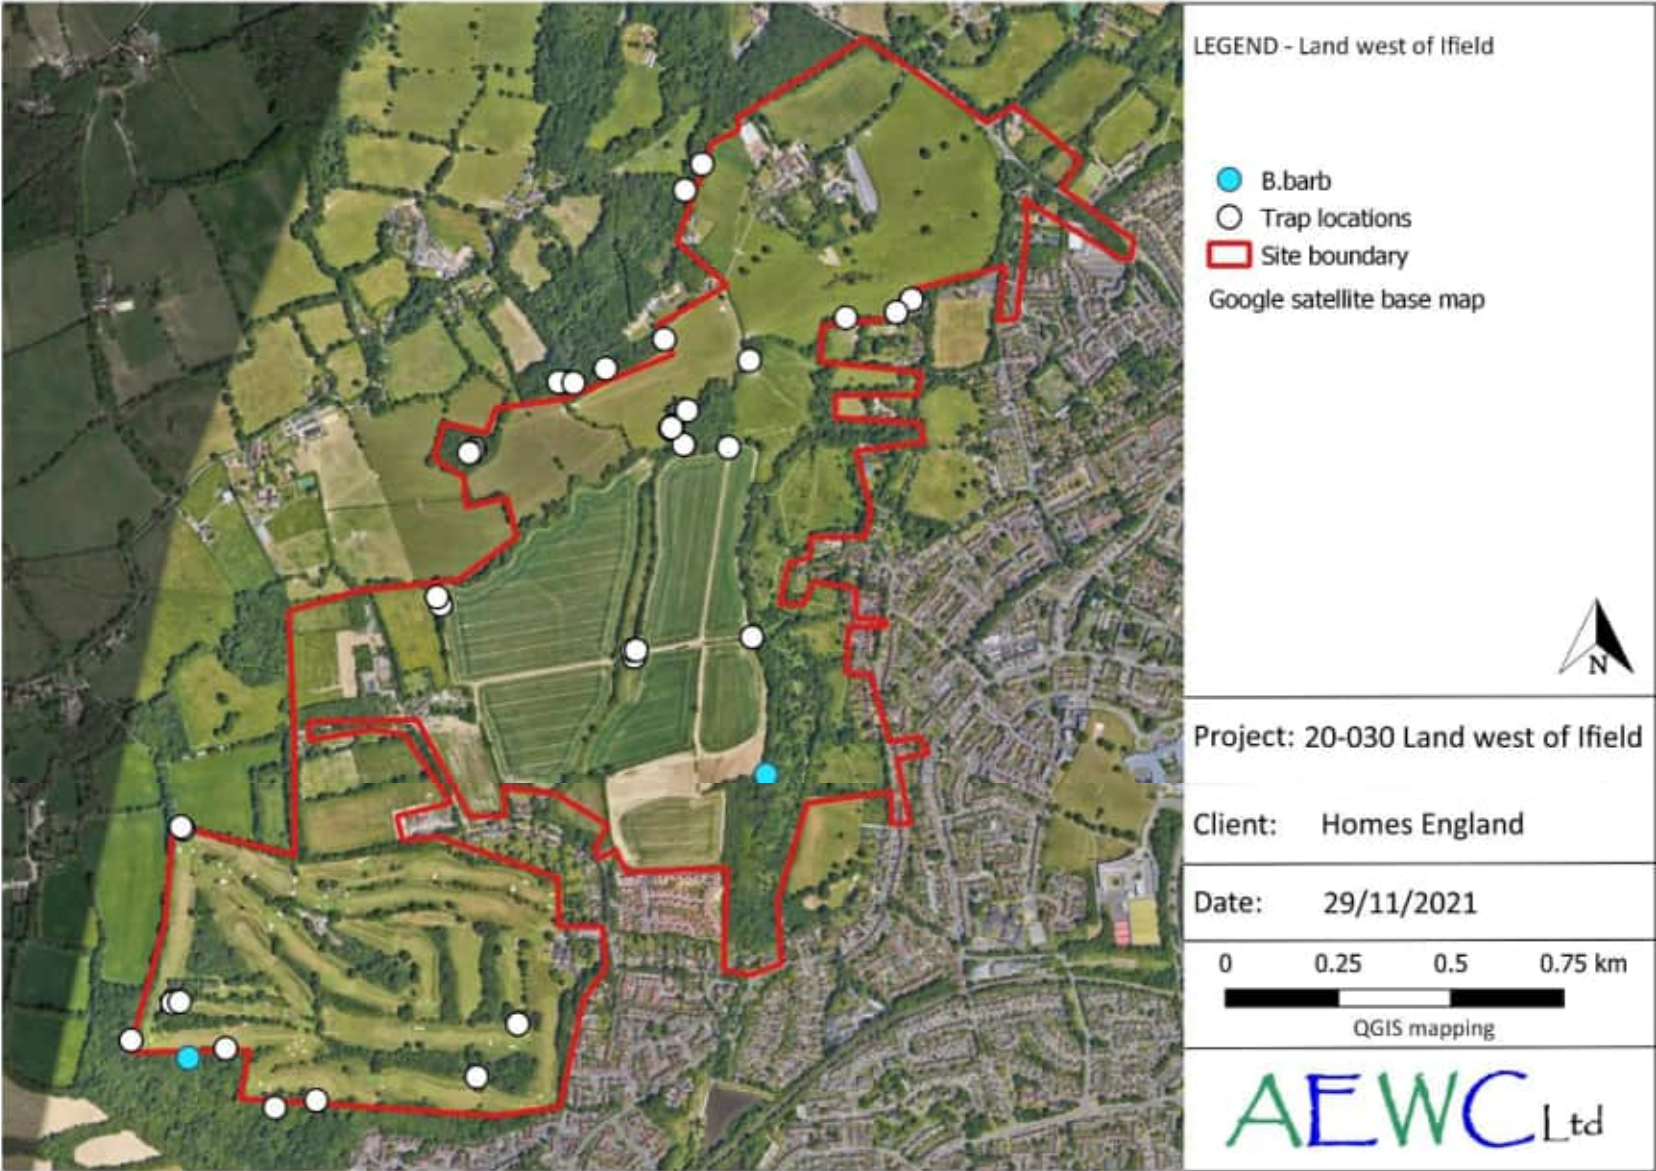 LEGEND - Land west of Ifield
B.barb
Trap locations
Site boundary
Google satellite base map
N
Project: 20-030 Land west of Ifield
Client: Homes England
Date: 29/11/2021
0 0.25 0.5 0.75 km
QGIS mapping
AEWC Ltd